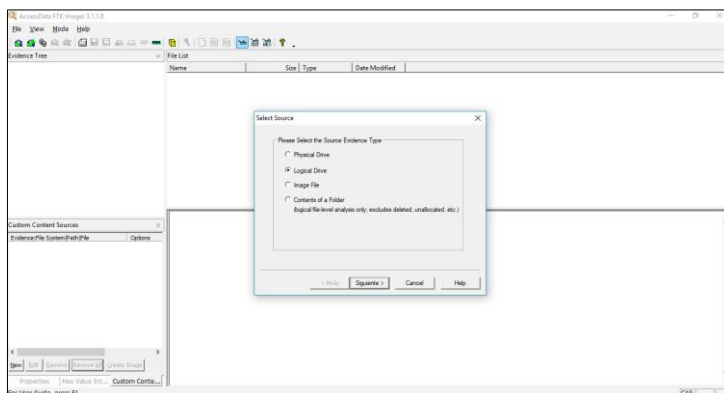 AccessData FTK Imager 3.1.1.8
File View Mode Help
Evidence Tree
File List
Name Size Type Date Modified
Select Source
Please Select the Source Evidence Type
Physical Drive
Logical Drive
Image File
Contents of a Folder
(logical file-level analysis only; excludes deleted, unallocated, etc.)
< Atrás Siguiente > Cancel Help
Custom Content Sources
Evidence:File System|Path|File Options
New Edit Remove Remove All Create Image
Properties Hex Value Int... Custom Conte...
For User Guide, press F1